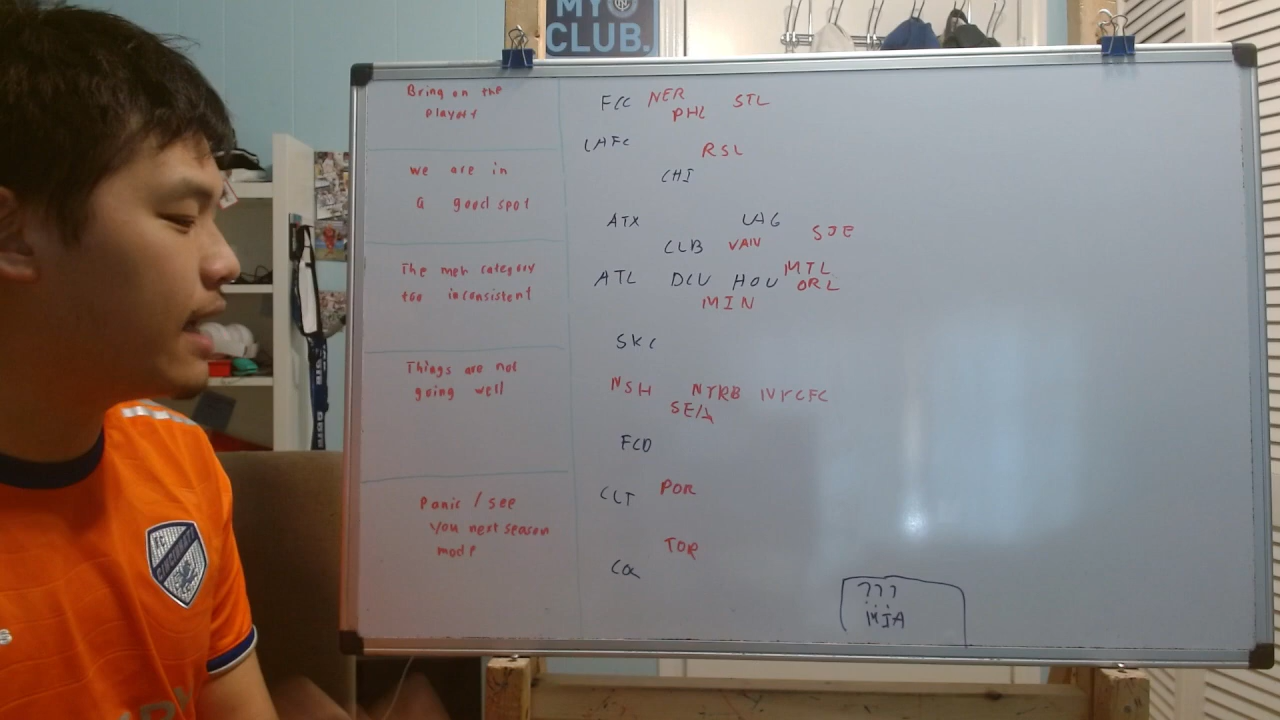 MY
CLUB.
Bring on the
playoff
FCC NER STL
PHL
LAFC
RSL
we are in
a good spot
CHI
ATX LAG SJE
CLB VAN
The meh category
too inconsistent
ATL DCU HOU MTL
ORL
MIN
SKC
Things are not
going well
NSH NYRB NYCFC
SEA
FCD
Panic / see
you next season
mode
CLT POR
TOR
COL
???
MIA
CINCINNATI